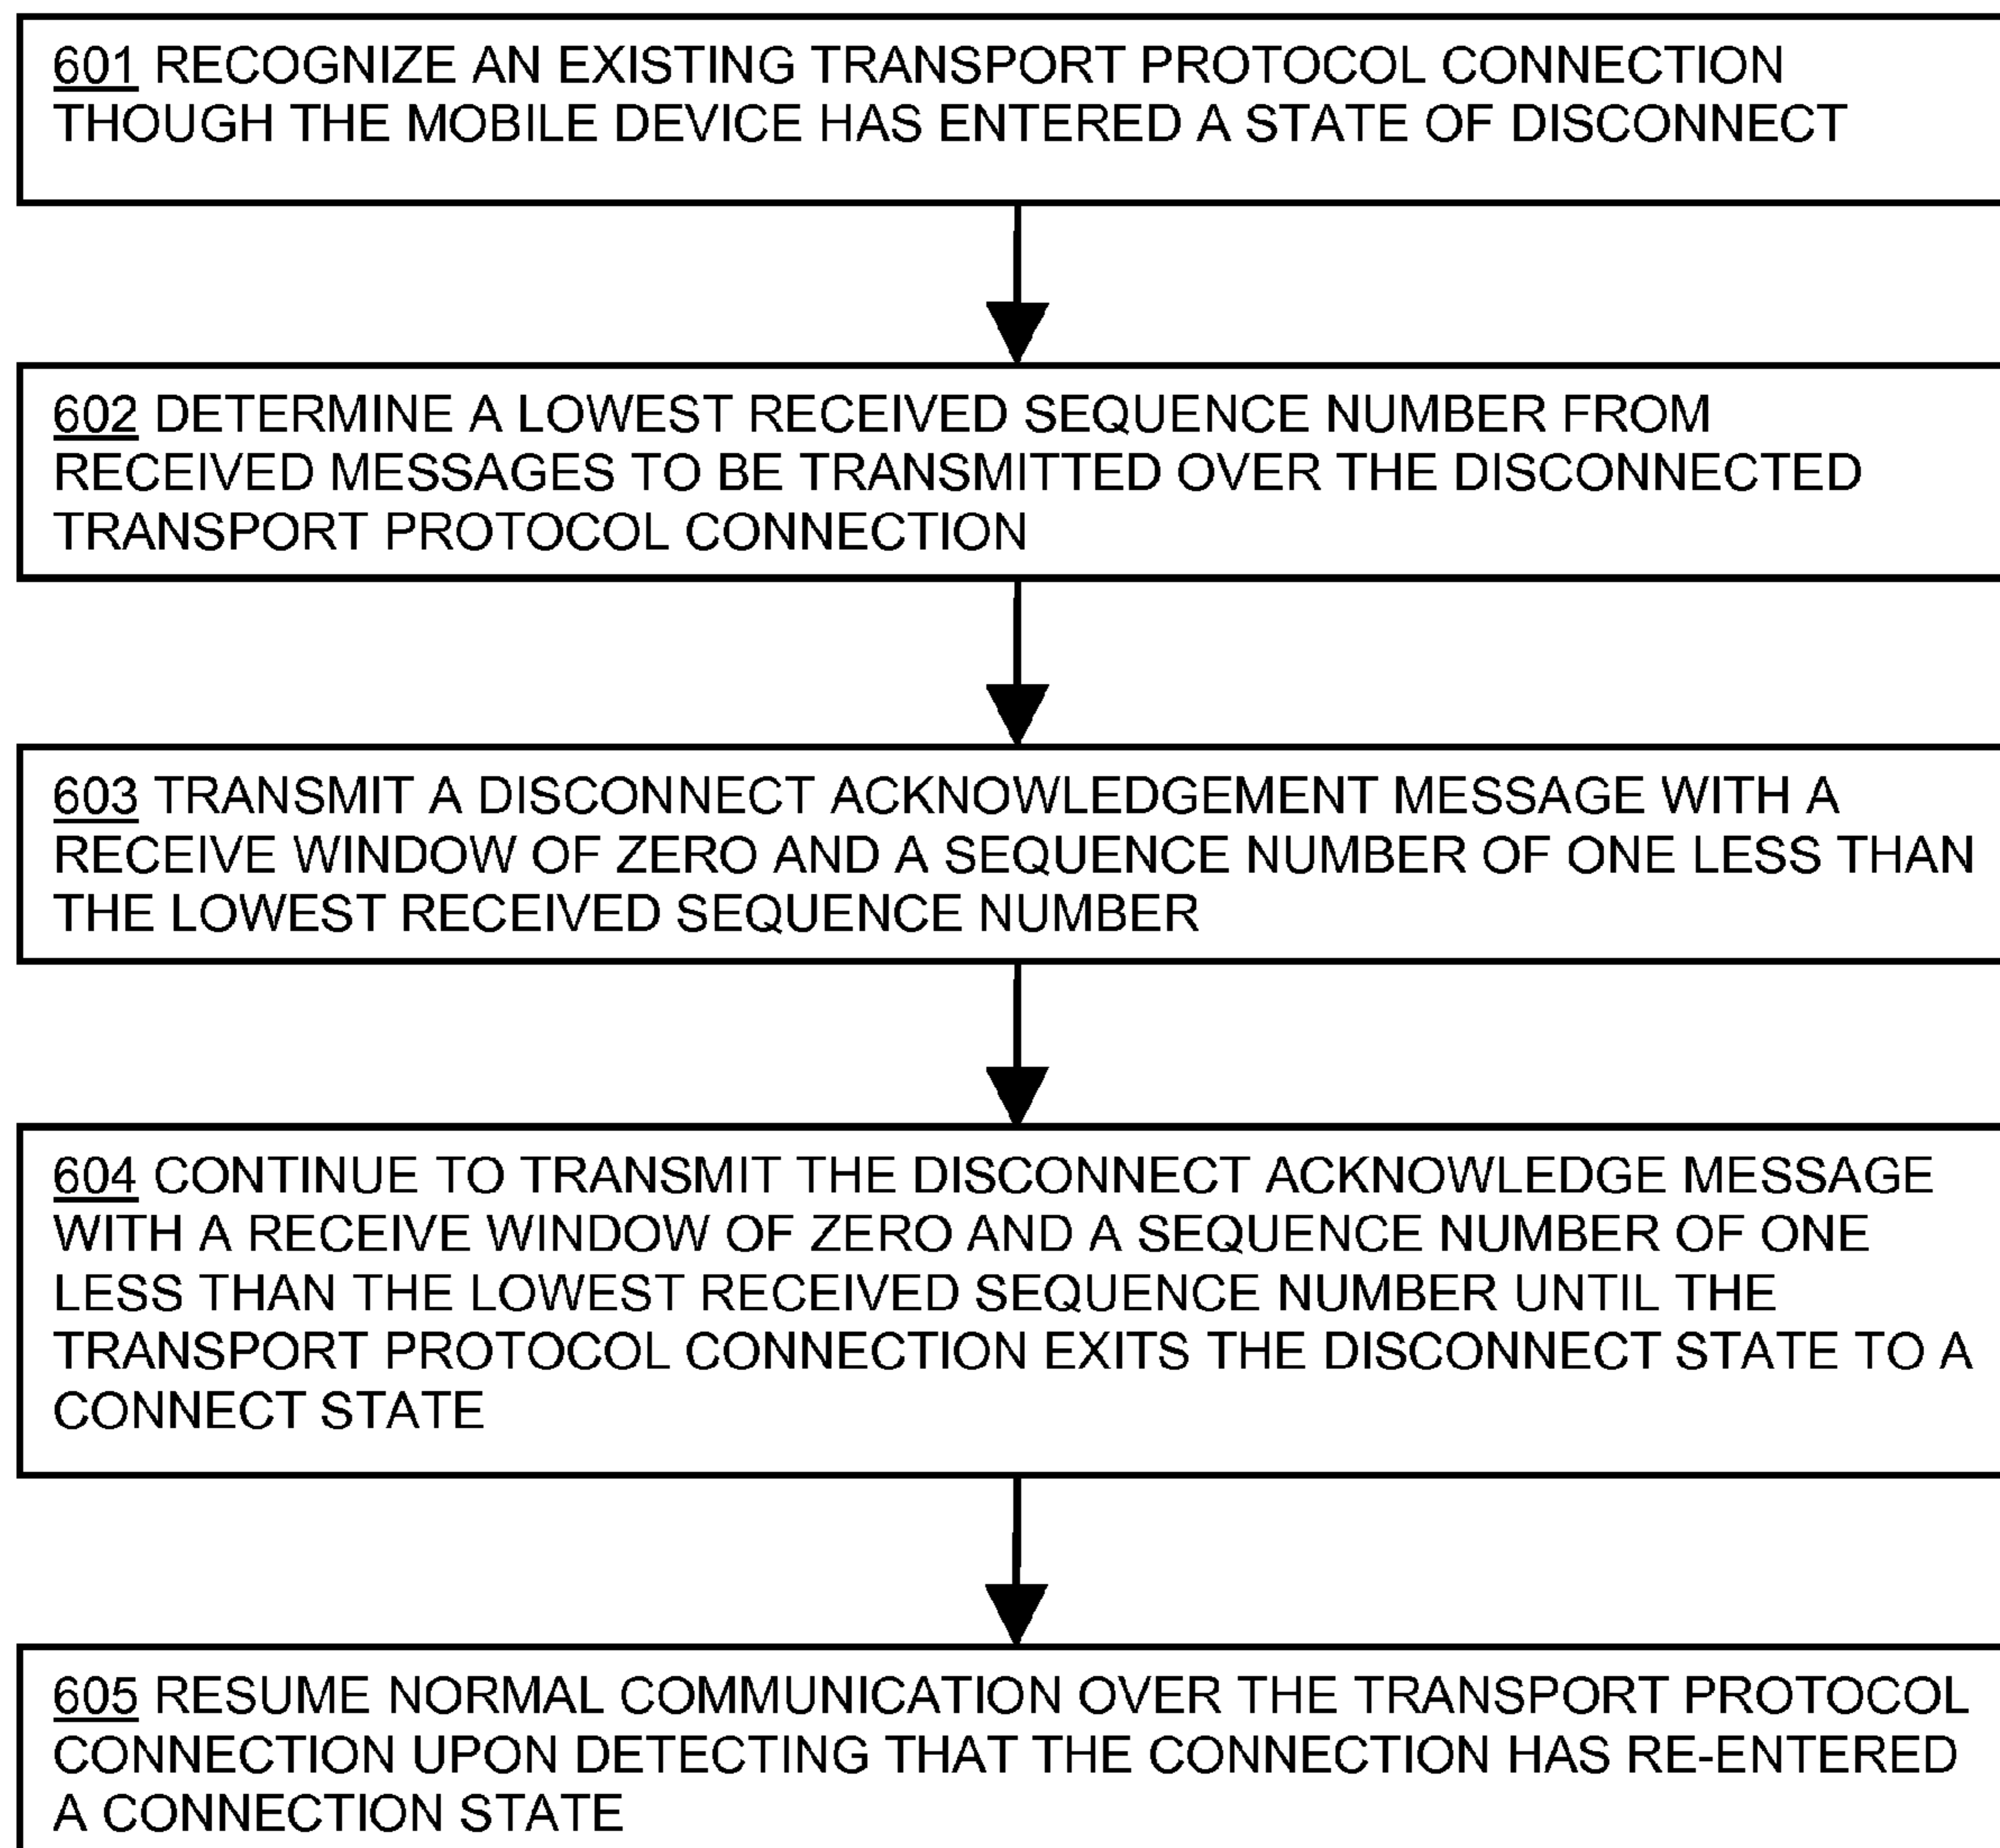 601 RECOGNIZE AN EXISTING TRANSPORT PROTOCOL CONNECTION
THOUGH THE MOBILE DEVICE HAS ENTERED A STATE OF DISCONNECT
602 DETERMINE A LOWEST RECEIVED SEQUENCE NUMBER FROM
RECEIVED MESSAGES TO BE TRANSMITTED OVER THE DISCONNECTED
TRANSPORT PROTOCOL CONNECTION
603 TRANSMIT A DISCONNECT ACKNOWLEDGEMENT MESSAGE WITH A
RECEIVE WINDOW OF ZERO AND A SEQUENCE NUMBER OF ONE LESS THAN
THE LOWEST RECEIVED SEQUENCE NUMBER
604 CONTINUE TO TRANSMIT THE DISCONNECT ACKNOWLEDGE MESSAGE
WITH A RECEIVE WINDOW OF ZERO AND A SEQUENCE NUMBER OF ONE
LESS THAN THE LOWEST RECEIVED SEQUENCE NUMBER UNTIL THE
TRANSPORT PROTOCOL CONNECTION EXITS THE DISCONNECT STATE TO A
CONNECT STATE
605 RESUME NORMAL COMMUNICATION OVER THE TRANSPORT PROTOCOL
CONNECTION UPON DETECTING THAT THE CONNECTION HAS RE-ENTERED
A CONNECTION STATE